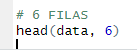 # 6 FILAS
head(data, 6)